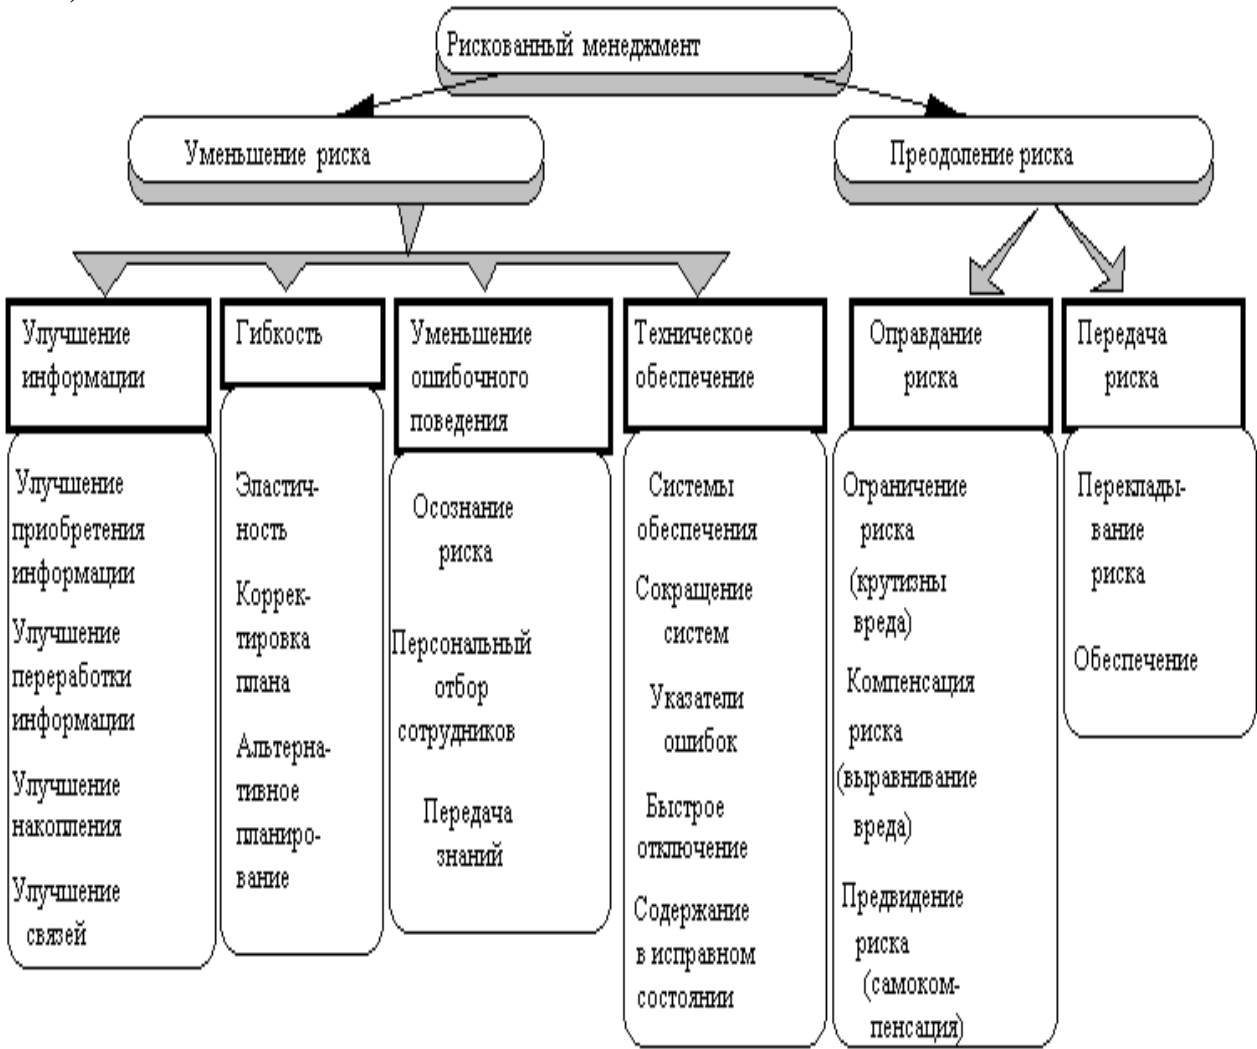 Рискованный менеджмент
Уменьшение риска
Преодоление риска
Улучшение
информации
Улучшение
приобретения
информации
Улучшение
переработки
информации
Улучшение
накопления
Улучшение
связей
Гибкость
Эластич-
ность
Коррек-
тировка
плана
Альтерна-
тивное
планиро-
вание
Уменьшение
ошибочного
поведения
Осознание
риска
Персональный
отбор
сотрудников
Передача
знаний
Техническое
обеспечение
Системы
обеспечения
Сокращение
систем
Указатели
ошибок
Быстрое
отключение
Содержание
в исправном
состоянии
Оправдание
риска
Ограничение
риска
(крутизны
вреда)
Компенсация
риска
(выравнивание
вреда)
Предвидение
риска
(самоком-
пенсация)
Передача
риска
Переклады-
вание
риска
Обеспечение